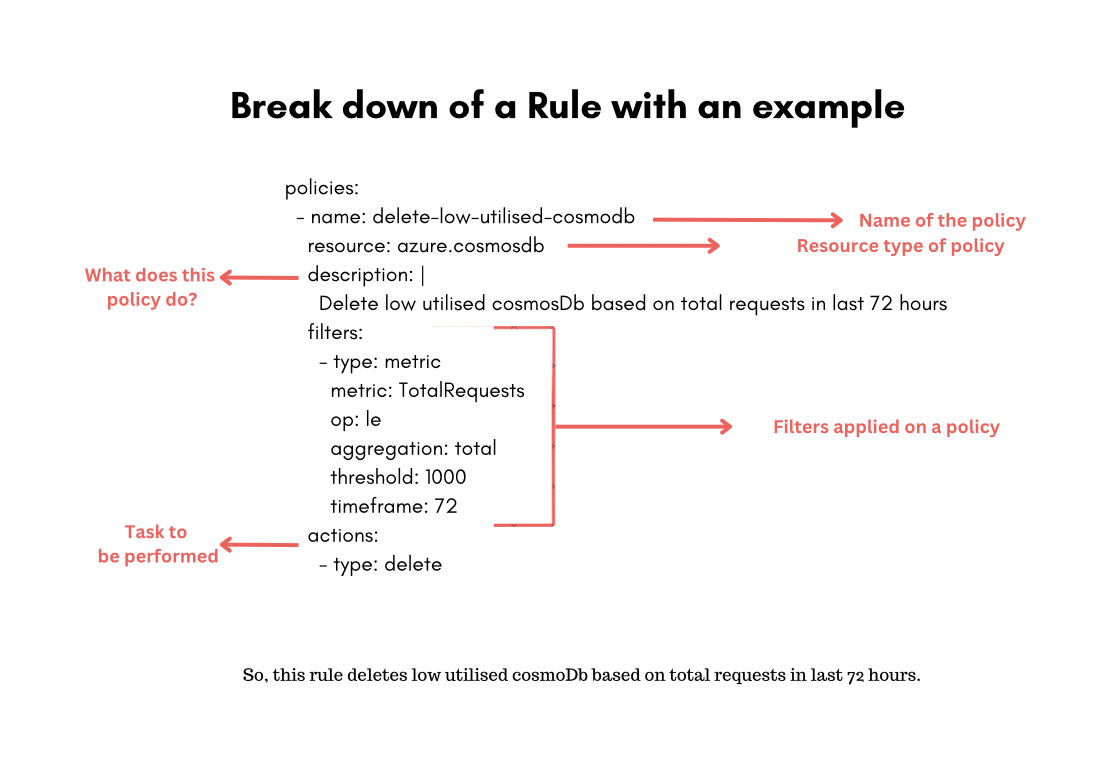 Break down of a Rule with an example
policies:
- name: delete-low-utilised-cosmodb
Name of the policy
resource: azure.cosmosdb
Resource type of policy
What does this
policy do?
description: |
Delete low utilised cosmosDb based on total requests in last 72 hours
filters:
- type: metric
metric: TotalRequests
op: le
aggregation: total
threshold: 1000
timeframe: 72
Filters applied on a policy
Task to
be performed
actions:
- type: delete
So, this rule deletes low utilised cosmoDb based on total requests in last 72 hours.